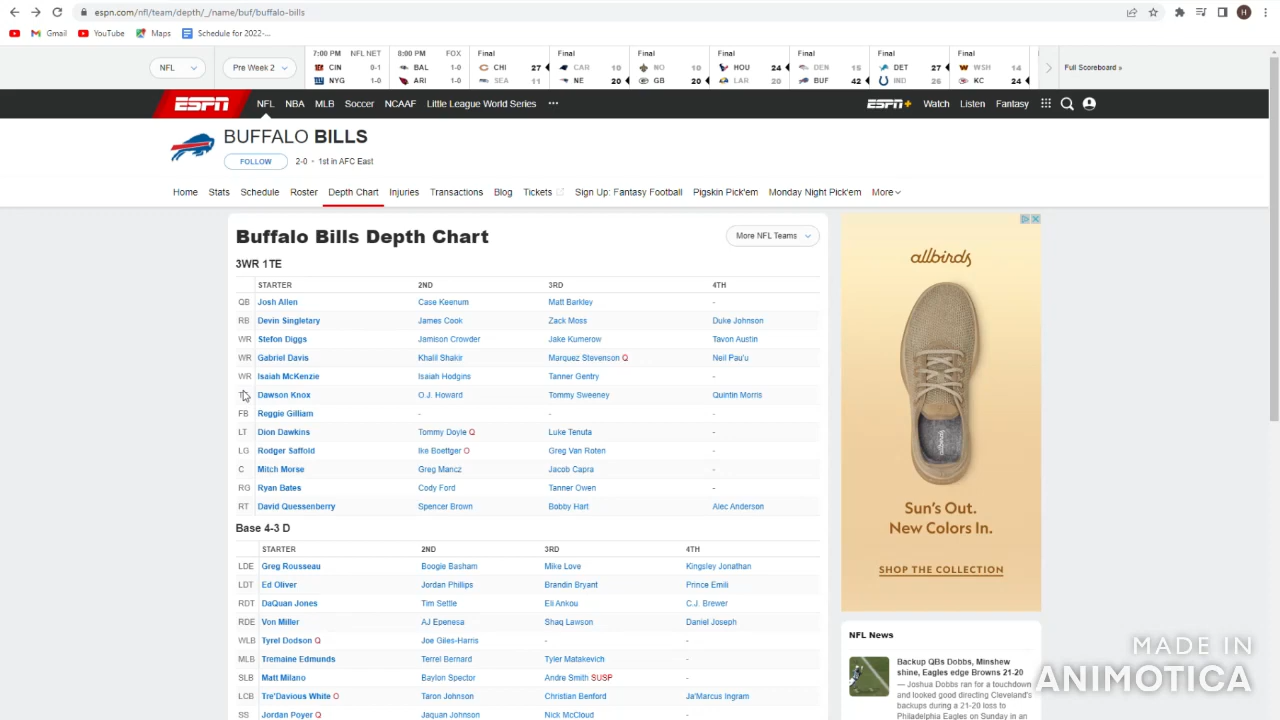 espn.com/nfl/team/depth/_/name/buf/buffalo-bills
H
Gmail YouTube Maps Schedule for 2022-...
NFL Pre Week 2
7:00 PM NFL NET 8:00 PM FOX Final Final Final Final Final Final Final
CIN 0-1 BAL 1-0 CHI 27 CAR 10 NO 10 HOU 24 DEN 15 DET 27 WSH 14
NYG 1-0 ARI 1-0 SEA 11 NE 20 GB 20 LAR 20 BUF 42 IND 26 KC 24
Full Scoreboard »
ESPN NFL NBA MLB Soccer NCAAF Little League World Series ••• ESPN+ Watch Listen Fantasy
BUFFALO BILLS
FOLLOW 2-0 • 1st in AFC East
Home Stats Schedule Roster Depth Chart Injuries Transactions Blog Tickets Sign Up: Fantasy Football Pigskin Pick'em Monday Night Pick'em More
Buffalo Bills Depth Chart
More NFL Teams
3WR 1TE
STARTER 2ND 3RD 4TH
QB Josh Allen Case Keenum Matt Barkley -
RB Devin Singletary James Cook Zack Moss Duke Johnson
WR Stefon Diggs Jamison Crowder Jake Kumerow Tavon Austin
WR Gabriel Davis Khalil Shakir Marquez Stevenson Q Neil Pau'u
WR Isaiah McKenzie Isaiah Hodgins Tanner Gentry -
Dawson Knox O.J. Howard Tommy Sweeney Quintin Morris
FB Reggie Gilliam - - -
LT Dion Dawkins Tommy Doyle Q Luke Tenuta -
LG Rodger Saffold Ike Boettger O Greg Van Roten -
C Mitch Morse Greg Mancz Jacob Capra -
RG Ryan Bates Cody Ford Tanner Owen -
RT David Quessenberry Spencer Brown Bobby Hart Alec Anderson
Base 4-3 D
STARTER 2ND 3RD 4TH
LDE Greg Rousseau Boogie Basham Mike Love Kingsley Jonathan
LDT Ed Oliver Jordan Phillips Brandin Bryant Prince Emili
RDT DaQuan Jones Tim Settle Eli Ankou C.J. Brewer
RDE Von Miller AJ Epenesa Shaq Lawson Daniel Joseph
WLB Tyrel Dodson Q Joe Giles-Harris - -
MLB Tremaine Edmunds Terrel Bernard Tyler Matakevich -
SLB Matt Milano Baylon Spector Andre Smith SUSP -
LCB Tre'Davious White O Taron Johnson Christian Benford Ja'Marcus Ingram
SS Jordan Poyer Q Jaquan Johnson Nick McCloud -
allbirds
Sun's Out.
New Colors In.
SHOP THE COLLECTION
NFL News
Backup QBs Dobbs, Minshew
shine, Eagles edge Browns 21-20
— Joshua Dobbs ran for a touchdown
and looked good directing Cleveland's
backups during a 21-20 loss to
Philadelphia Eagles on Sunday in an
MADE IN
ANIMOTICA